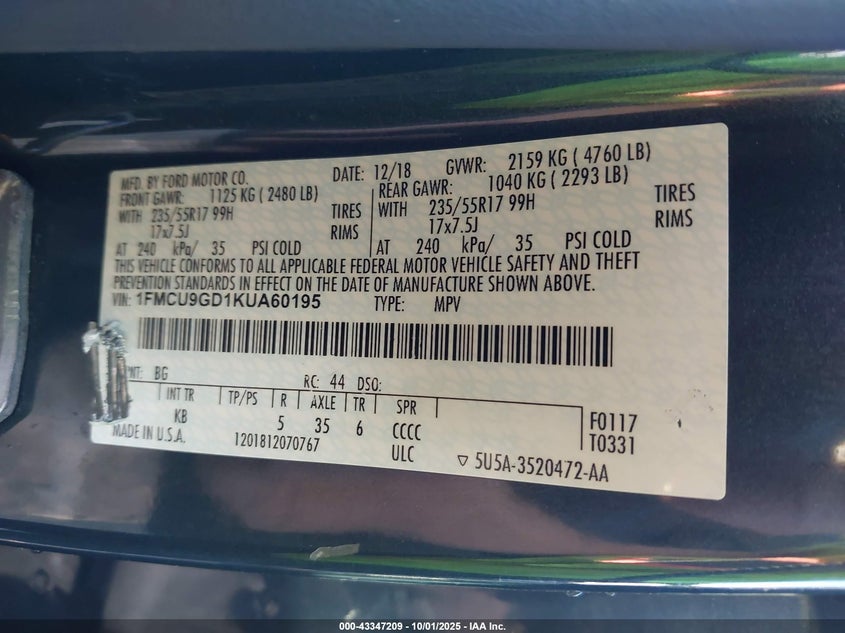 MFD. BY FORD MOTOR CO. DATE: 12/18 GVWR: 2159 KG ( 4760 LB)
FRONT GAWR: 1125 KG ( 2480 LB) REAR GAWR: 1040 KG ( 2293 LB)
WITH 235/55R17 99H TIRES WITH 235/55R17 99H TIRES
17x7.5J RIMS 17x7.5J RIMS
AT 240 kPa/ 35 PSI COLD AT 240 kPa/ 35 PSI COLD
THIS VEHICLE CONFORMS TO ALL APPLICABLE FEDERAL MOTOR VEHICLE SAFETY AND THEFT
PREVENTION STANDARDS IN EFFECT ON THE DATE OF MANUFACTURE SHOWN ABOVE.
VIN: 1FMCU9GD1KUA60195 TYPE: MPV
NT: BG RC: 44 DSO:
INT TR TP/PS R AXLE TR SPR
KB 5 35 6 CCCC F0117
MADE IN U.S.A. 1201812070767 ULC ▽ 5U5A-3520472-AA T0331
000-43347209 • 10/01/2025 • IAA Inc.